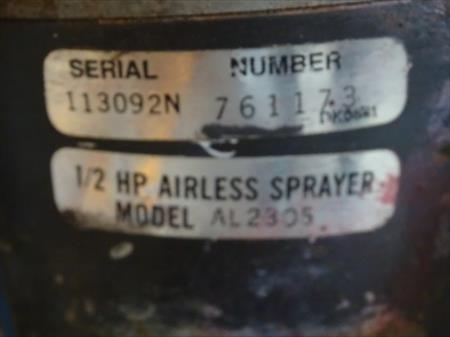 SERIAL NUMBER
113092N 761173
1/2 HP AIRLESS SPRAYER
MODEL AL2305